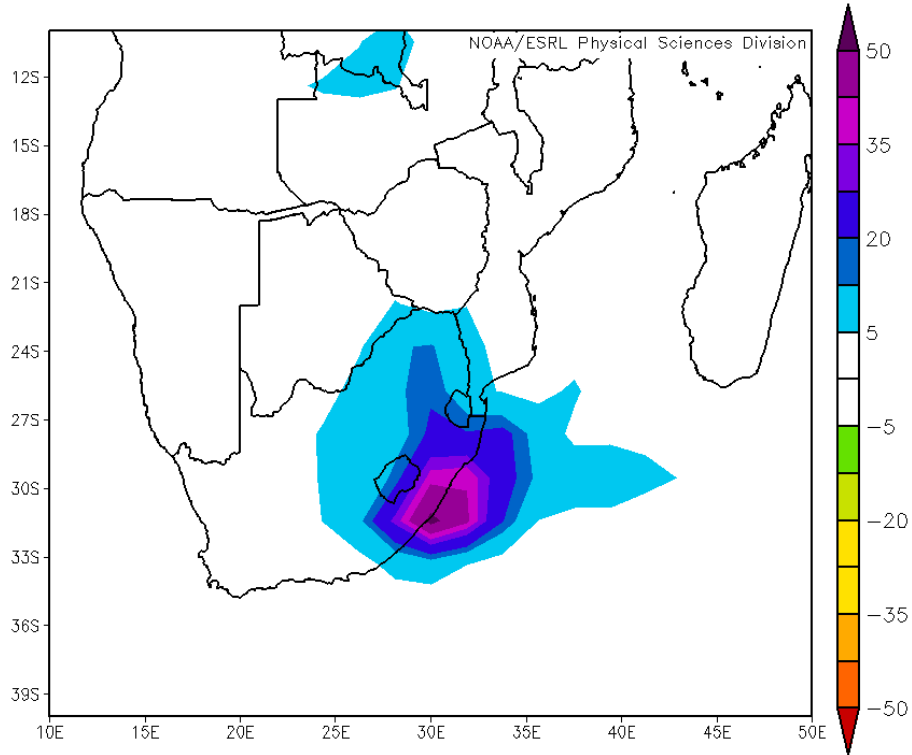 NOAA/ESRL Physical Sciences Division
12S
15S
18S
21S
24S
27S
30S
33S
36S
39S
10E 15E 20E 25E 30E 35E 40E 45E 50E
50
35
20
5
-5
-20
-35
-50